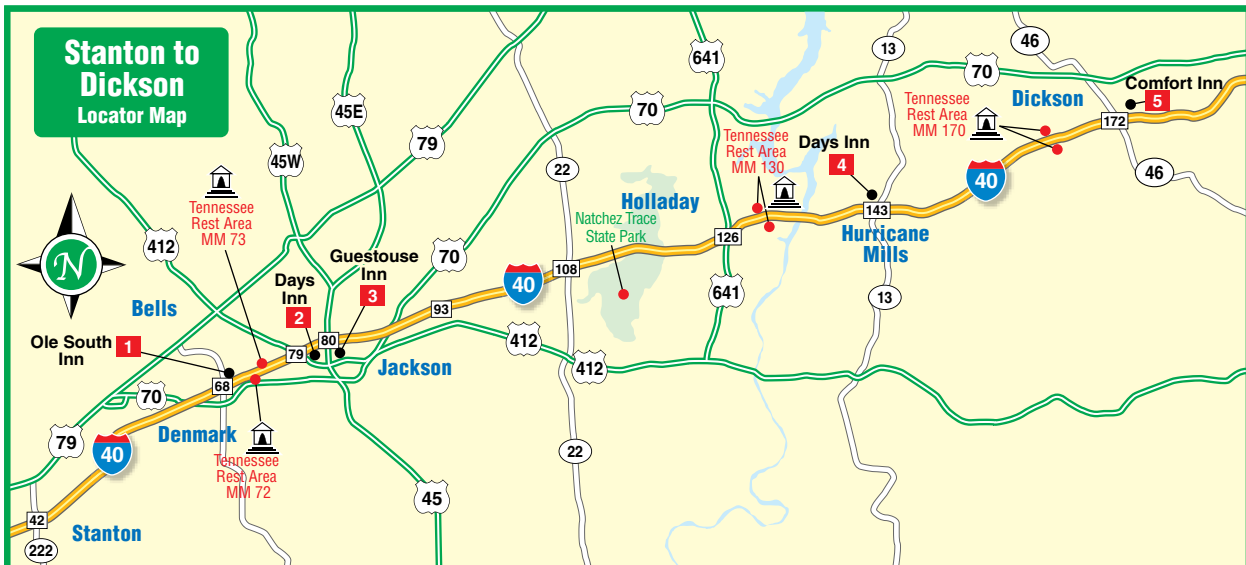 Stanton to
Dickson
Locator Map
641
13
46
70
Comfort Inn
5
Tennessee
Rest Area
MM 170
Dickson
172
46
45E
79
70
45W
22
Tennessee
Rest Area
MM 130
Days Inn
4
40
Tennessee
Rest Area
MM 73
Holladay
Natchez Trace
State Park
143
Hurricane
Mills
126
412
N
70
Guestouse
Inn
3
Days
Inn
2
40
108
641
13
Bells
93
Ole South
Inn
1
79
80
412
412
Jackson
68
70
79
40
Denmark
Tennessee
Rest Area
MM 72
22
45
42
Stanton
222